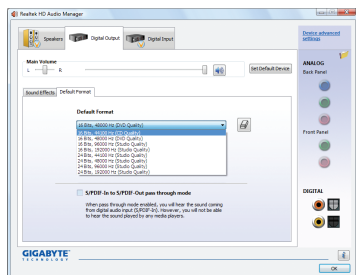 Realtek HD Audio Manager
Speakers
Digital Output
Digital Input
Device advanced settings
Main Volume
L
R
Set Default Device
ANALOG
Back Panel
Sound Effects
Default Format
Default Format
16 Bits, 48000 Hz (DVD Quality)
16 Bits, 44100 Hz (CD Quality)
16 Bits, 48000 Hz (DVD Quality)
16 Bits, 96000 Hz (Studio Quality)
16 Bits, 192000 Hz (Studio Quality)
24 Bits, 44100 Hz (Studio Quality)
24 Bits, 48000 Hz (Studio Quality)
24 Bits, 96000 Hz (Studio Quality)
24 Bits, 192000 Hz (Studio Quality)
Front Panel
S/PDIF-In to S/PDIF-Out pass through mode
When pass through mode enabled, you will hear the sound coming
from digital audio input (S/PDIF-In). However, you will not be able
to hear the sound played by any media players.
DIGITAL
GIGABYTE
TECHNOLOGY
OK